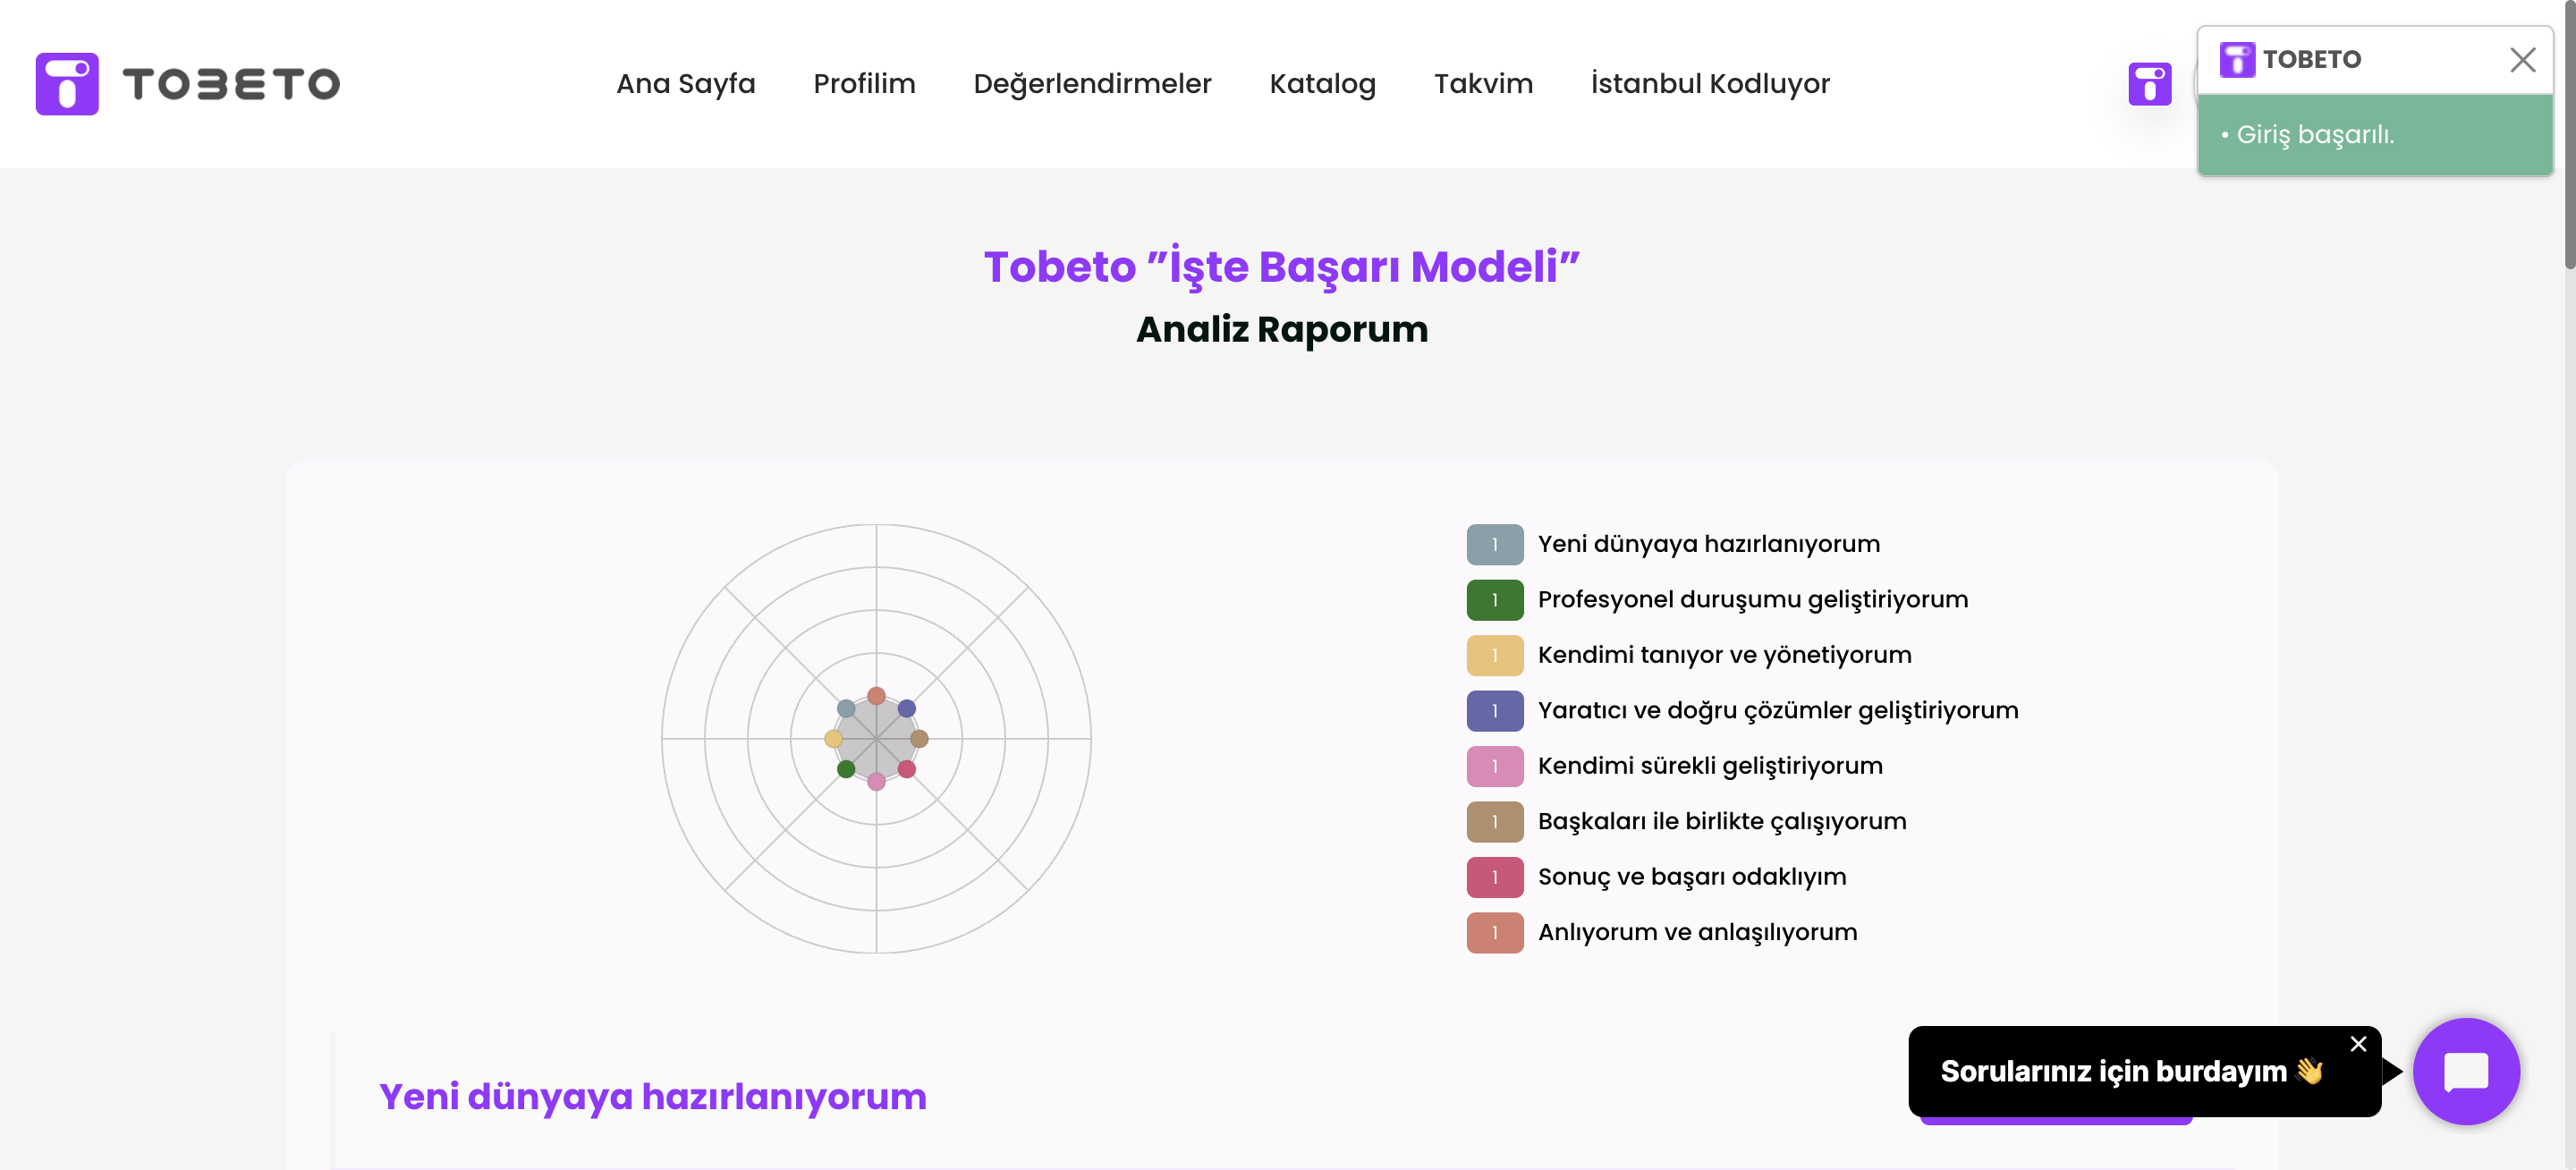 TOBETO
Ana Sayfa
Profilim
Değerlendirmeler
Katalog
Takvim
İstanbul Kodluyor
TOBETO
• Giriş başarılı.
Tobeto ”İşte Başarı Modeli”
Analiz Raporum
1 Yeni dünyaya hazırlanıyorum
1 Profesyonel duruşumu geliştiriyorum
1 Kendimi tanıyor ve yönetiyorum
1 Yaratıcı ve doğru çözümler geliştiriyorum
1 Kendimi sürekli geliştiriyorum
1 Başkaları ile birlikte çalışıyorum
1 Sonuç ve başarı odaklıyım
1 Anlıyorum ve anlaşılıyorum
Yeni dünyaya hazırlanıyorum
Sorularınız için burdayım 👋